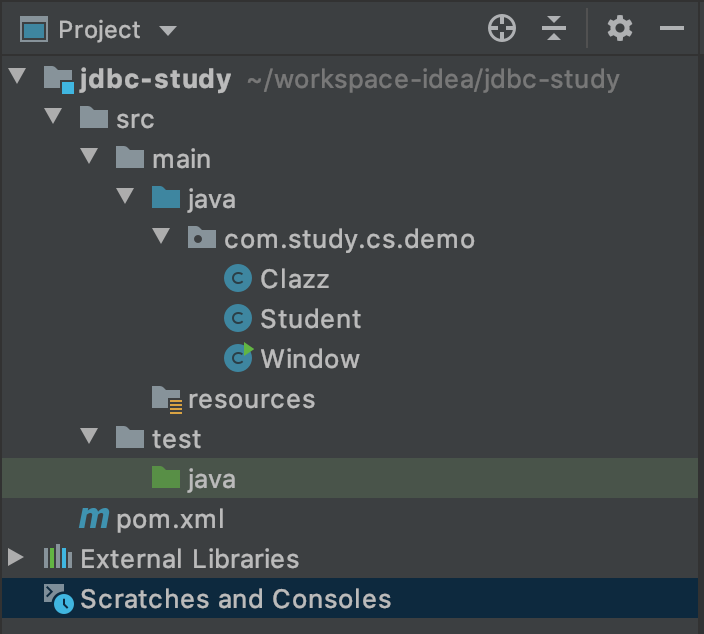 Project
jdbc-study ~/workspace-idea/jdbc-study
src
main
java
com.study.cs.demo
C Clazz
C Student
C Window
resources
test
java
m pom.xml
External Libraries
Scratches and Consoles